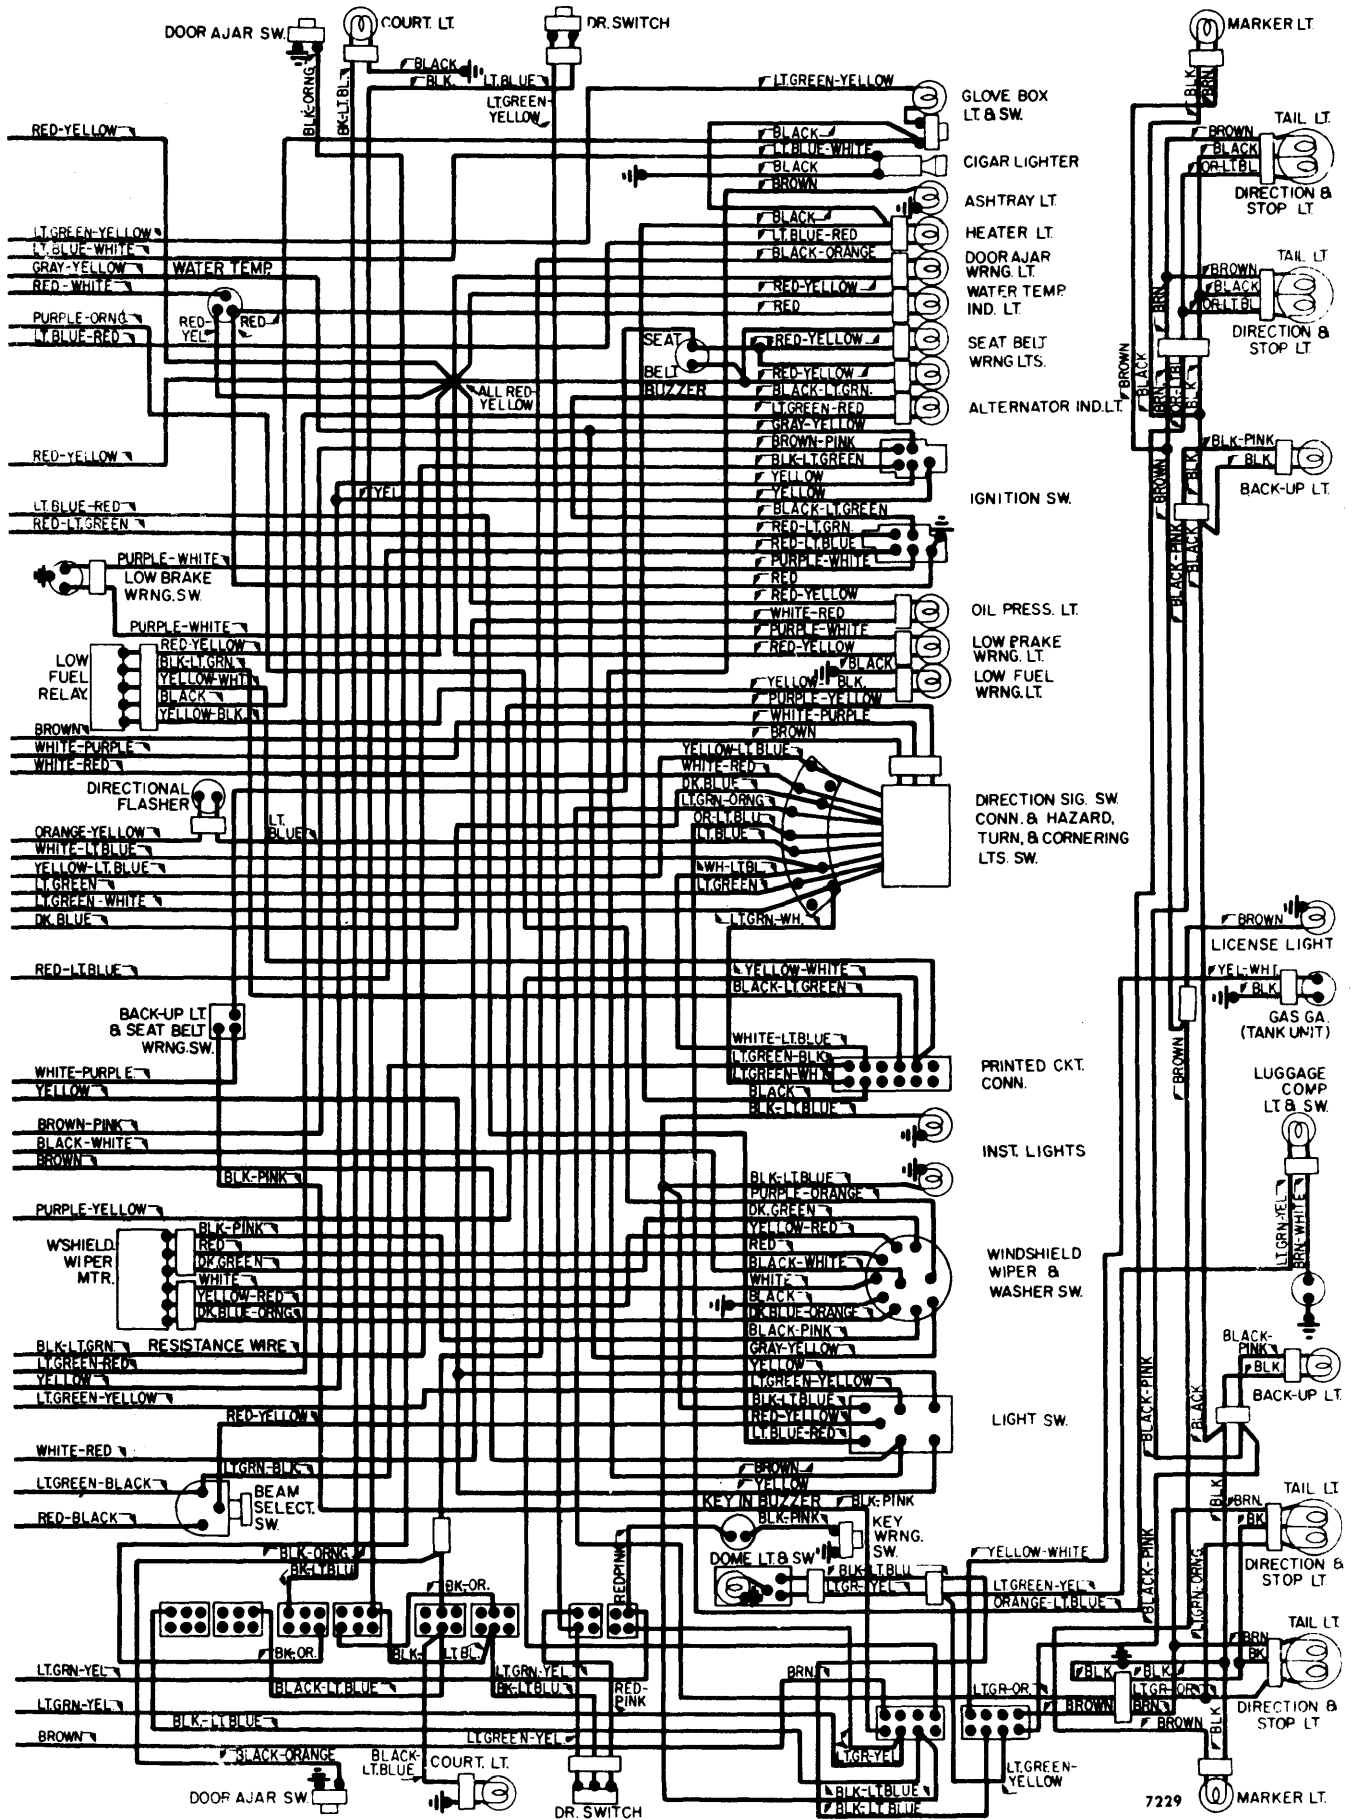 DOOR AJAR SW.
COURT. LT.
DR. SWITCH
MARKER LT.
BLACK
BLK.
LT.BLUE
LT.GREEN-
YELLOW
BLK-ORNG
BK-LT.BL.
LT.GREEN-YELLOW
GLOVE BOX
LT. & SW.
BLK
BRN
TAIL LT.
RED-YELLOW
BLACK
LT.BLUE-WHITE
BLACK
BROWN
CIGAR LIGHTER
ASHTRAY LT.
BROWN
BLACK
OR-LT.BL
DIRECTION &
STOP LT.
LT.GREEN-YELLOW
LT.BLUE-WHITE
GRAY-YELLOW
RED-WHITE
WATER TEMP.
PURPLE-ORNG
LT.BLUE-RED
RED-
YEL.
RED
BLACK
LT.BLUE-RED
BLACK-ORANGE
RED-YELLOW
RED
HEATER LT.
DOOR AJAR
WRNG. LT.
WATER TEMP.
IND. LT.
TAIL LT.
BROWN
BLACK
OR-LT.BL
DIRECTION &
STOP LT.
BRN
SEAT
BELT
BUZZER
RED-YELLOW
RED-YELLOW
SEAT BELT
WRNG LTS.
BROWN
BLACK
BRN
OR-LT.BL
BLK
ALL RED-
YELLOW
BLACK-LT.GRN.
LT.GREEN-RED
GRAY-YELLOW
BROWN-PINK
BLK-LT.GREEN
YELLOW
YELLOW
ALTERNATOR IND. LT.
RED-YELLOW
YEL.
IGNITION SW.
BLK-PINK
BLK
BACK-UP LT.
BROWN
BLK
LT.BLUE-RED
RED-LT.GREEN
BLACK-LT.GREEN
RED-LT.GRN.
RED-LT.BLUE
PURPLE-WHITE
RED
BLACK-PINK
BLACK
PURPLE-WHITE
LOW BRAKE
WRNG. SW.
RED-YELLOW
WHITE-RED
PURPLE-WHITE
RED-YELLOW
BLACK
OIL PRESS. LT.
LOW BRAKE
WRNG. LT.
LOW FUEL
WRNG. LT.
PURPLE-WHITE
LOW
FUEL
RELAY.
RED-YELLOW
BLK-LT.GRN.
YELLOW-WHT.
BLACK
YELLOW-BLK.
YELLOW-BLK.
PURPLE-YELLOW
WHITE-PURPLE
BROWN
BROWN
WHITE-PURPLE
WHITE-RED
DIRECTIONAL
FLASHER
LT.
BLUE
YELLOW-LT.BLUE
WHITE-RED
DK.BLUE
LT.GRN-ORNG
OR-LT.BLU
LT.BLUE
WH-LT.BL.
LT.GREEN
LT.GRN-WH.
DIRECTION SIG. SW.
CONN. & HAZARD,
TURN, & CORNERING
LTS. SW.
ORANGE-YELLOW
WHITE-LT.BLUE
YELLOW-LT.BLUE
LT.GREEN
LT.GREEN-WHITE
DK.BLUE
BROWN
LICENSE LIGHT
RED-LT.BLUE
YELLOW-WHITE
BLACK-LT.GREEN
YEL-WHT.
BLK
GAS GA.
(TANK UNIT)
BACK-UP LT.
& SEAT BELT
WRNG. SW.
WHITE-LT.BLUE
LT.GREEN-BLK
LT.GREEN-WHT
BLACK
BLK-LT.BLUE
PRINTED CKT.
CONN.
BROWN
WHITE-PURPLE
YELLOW
LUGGAGE
COMP
LT. & SW.
BROWN-PINK
BLACK-WHITE
BROWN
INST. LIGHTS
BLK-PINK
BLK-LT.BLUE
PURPLE-ORANGE
DK.GREEN
YELLOW-RED
RED
BLACK-WHITE
WHITE
BLACK
DK.BLUE-ORANGE
BLACK-PINK
GRAY-YELLOW
YELLOW
LT.GREEN-YELLOW
BLK-LT.BLUE
RED-YELLOW
LT.BLUE-RED
BROWN
YELLOW
LT.GRN-YEL
BRN-WHITE
PURPLE-YELLOW
W'SHIELD
WIPER
MTR.
BLK-PINK
RED
DK.GREEN
WHITE
YELLOW-RED
DK.BLUE-ORNG
WINDSHIELD
WIPER &
WASHER SW.
BLK-LT.GRN
RESISTANCE WIRE
LT.GREEN-RED
YELLOW
LT.GREEN-YELLOW
RED-YELLOW
LIGHT SW.
BLACK-
PINK
BLK
BACK-UP LT.
BLACK-PINK
BLACK
WHITE-RED
LT.GREEN-BLACK
LT.GRN-BLK.
BEAM
SELECT.
SW.
RED-BLACK
KEY IN BUZZER
BLK-PINK
BLK-PINK
KEY
WRNG.
SW.
RED-PINK
DOME LT. & SW
BLK-LT.BLU
LT.GR-YEL
YELLOW-WHITE
LT.GREEN-YEL
ORANGE-LT.BLUE
BLK
TAIL LT.
BRN
BK
DIRECTION &
STOP LT
BLACK-PINK
LT.GRN-ORNG
BLK-ORNG
BK-LT.BLU
BK-OR.
BK-OR.
BLK
LT.BL.
TAIL LT.
BRN
BK
DIRECTION &
STOP LT
LT.GRN-YEL
LT.GRN-YEL
BROWN
BLACK-LT.BLUE
BLK-LT.BLUE
LT.GRN-YEL
BK-LT.BLU
RED-
PINK
LT.GREEN-YEL
BRN
LT.GR-OR.
BLK
BLK
LT.GR-OR
BROWN
BRN
BROWN
BLK
BLACK-ORANGE
DOOR AJAR SW.
BLACK-
LT.BLUE
COURT. LT.
DR. SWITCH
LT.GR-YEL
BLK-LT.BLUE
BLK-LT.BLUE
LT.GREEN-
YELLOW
7229
MARKER LT.